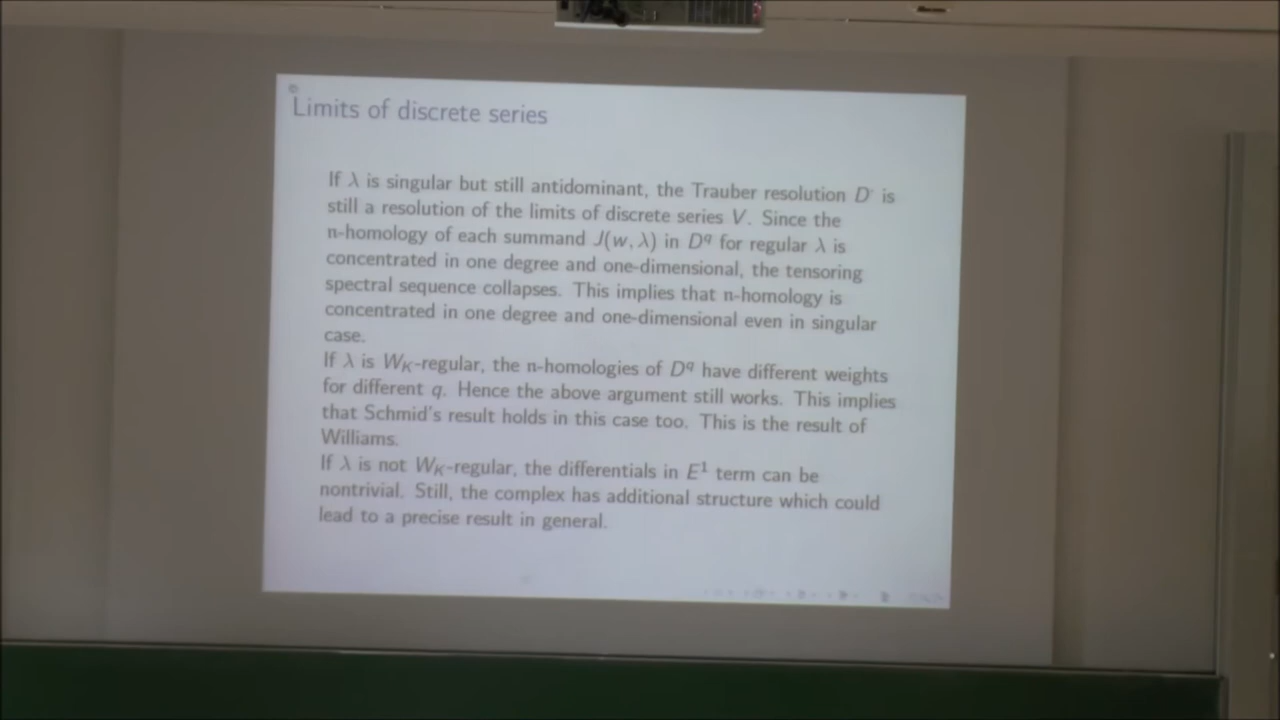 Limits of discrete series
If λ is singular but still antidominant, the Trauber resolution D˙ is
still a resolution of the limits of discrete series V. Since the
n-homology of each summand J(w, λ) in D^q for regular λ is
concentrated in one degree and one-dimensional, the tensoring
spectral sequence collapses. This implies that n-homology is
concentrated in one degree and one-dimensional even in singular
case.
If λ is W_K-regular, the n-homologies of D^q have different weights
for different q. Hence the above argument still works. This implies
that Schmid's result holds in this case too. This is the result of
Williams.
If λ is not W_K-regular, the differentials in E^1 term can be
nontrivial. Still, the complex has additional structure which could
lead to a precise result in general.